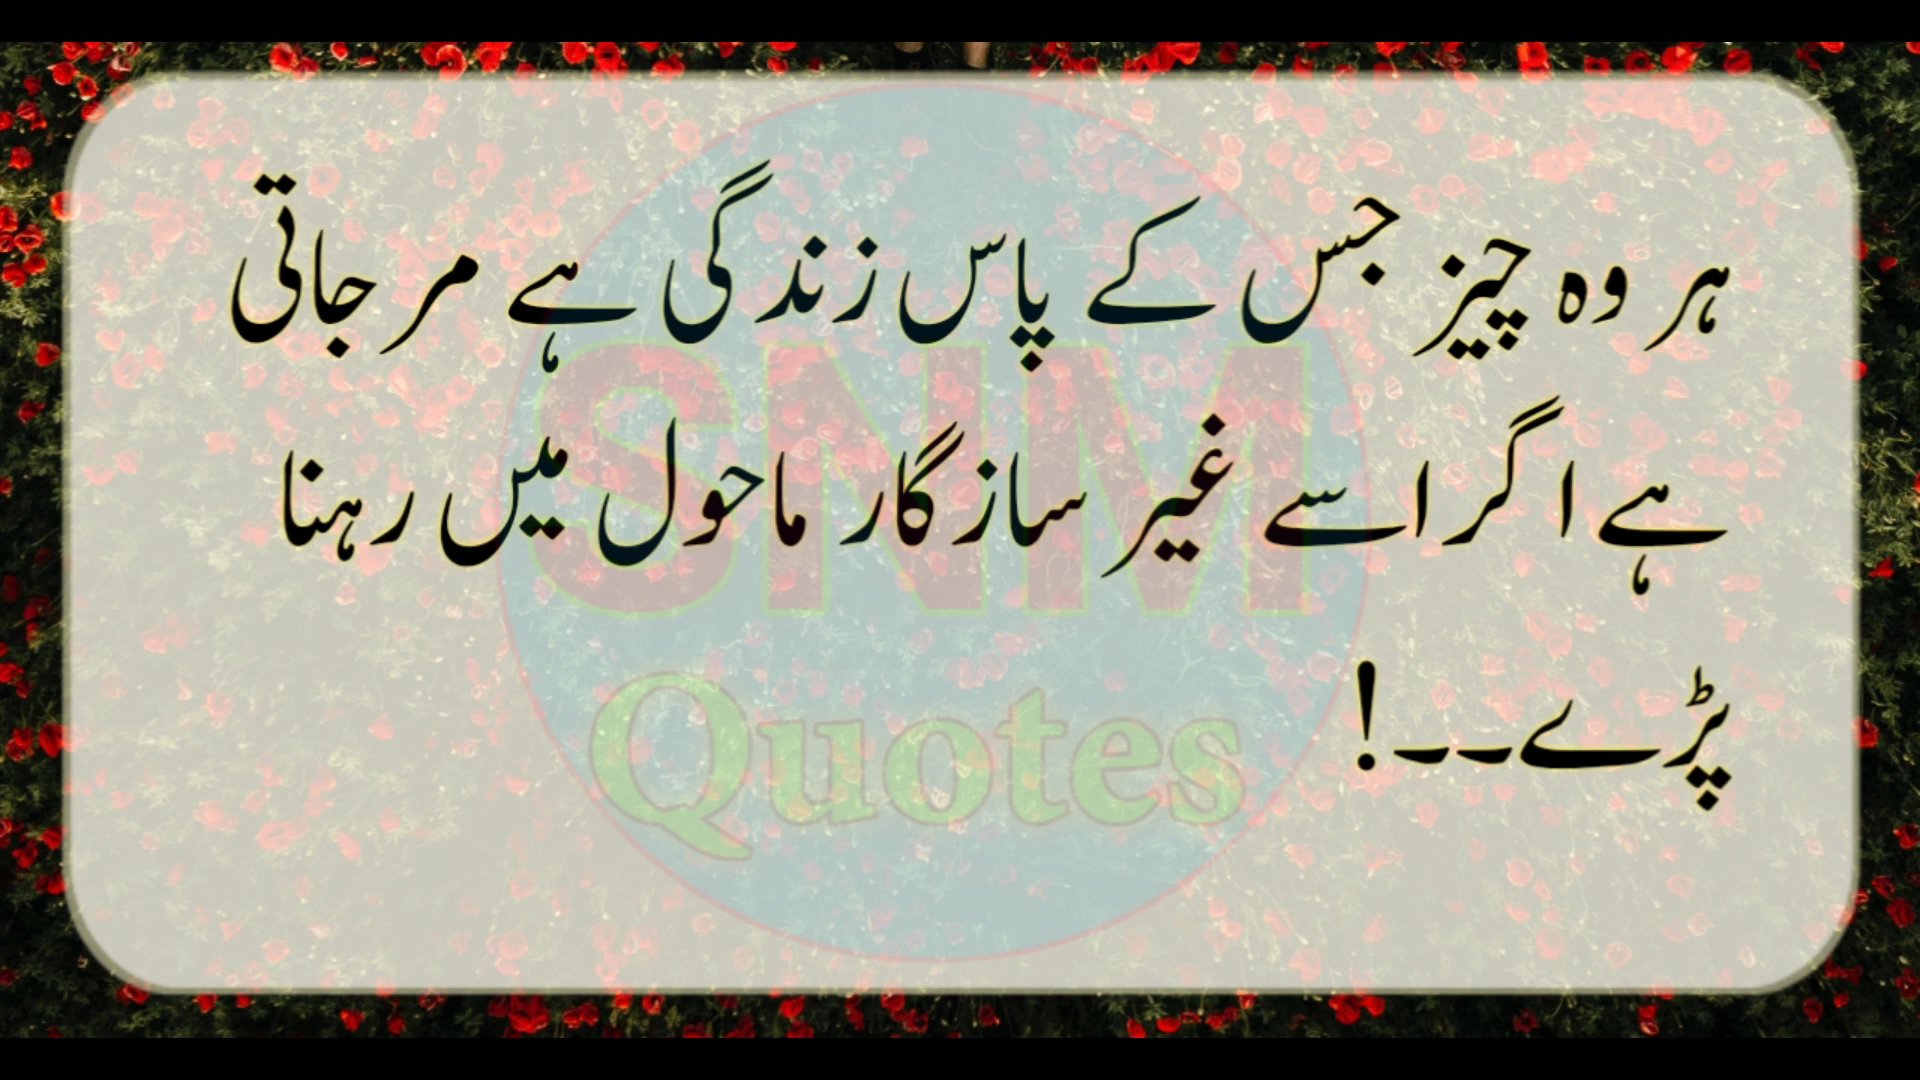 ہر وہ چیز جس کے پاس زندگی ہے مر جاتی
ہے اگر اسے غیر سازگار ماحول میں رہنا
پڑے۔۔!
SNM
Quotes